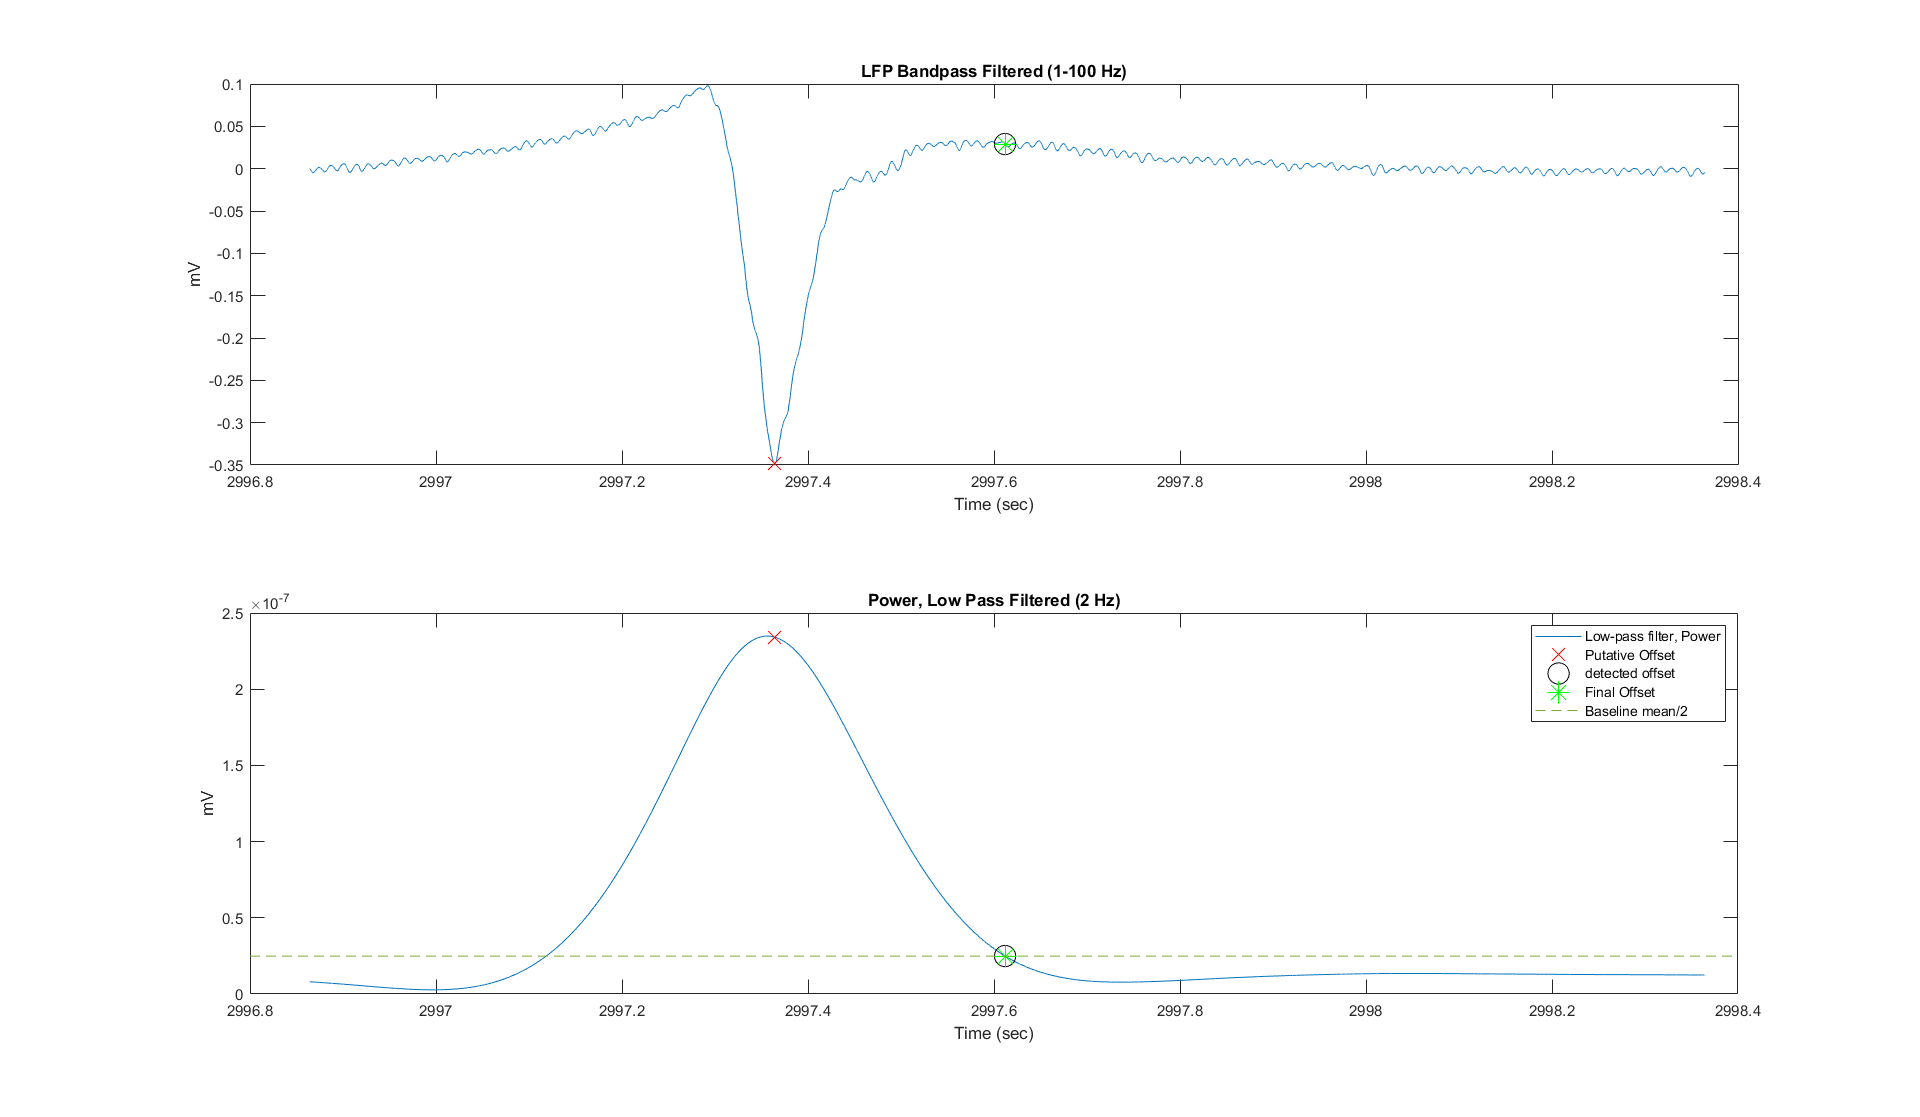 LFP Bandpass Filtered (1-100 Hz)
0.1
0.05
0
-0.05
-0.1
-0.15
-0.2
-0.25
-0.3
-0.35
mV
2996.8 2997 2997.2 2997.4 2997.6 2997.8 2998 2998.2 2998.4
Time (sec)
Power, Low Pass Filtered (2 Hz)
×10-7
2.5
2
1.5
1
0.5
0
mV
Low-pass filter, Power
Putative Offset
detected offset
Final Offset
Baseline mean/2
2996.8 2997 2997.2 2997.4 2997.6 2997.8 2998 2998.2 2998.4
Time (sec)